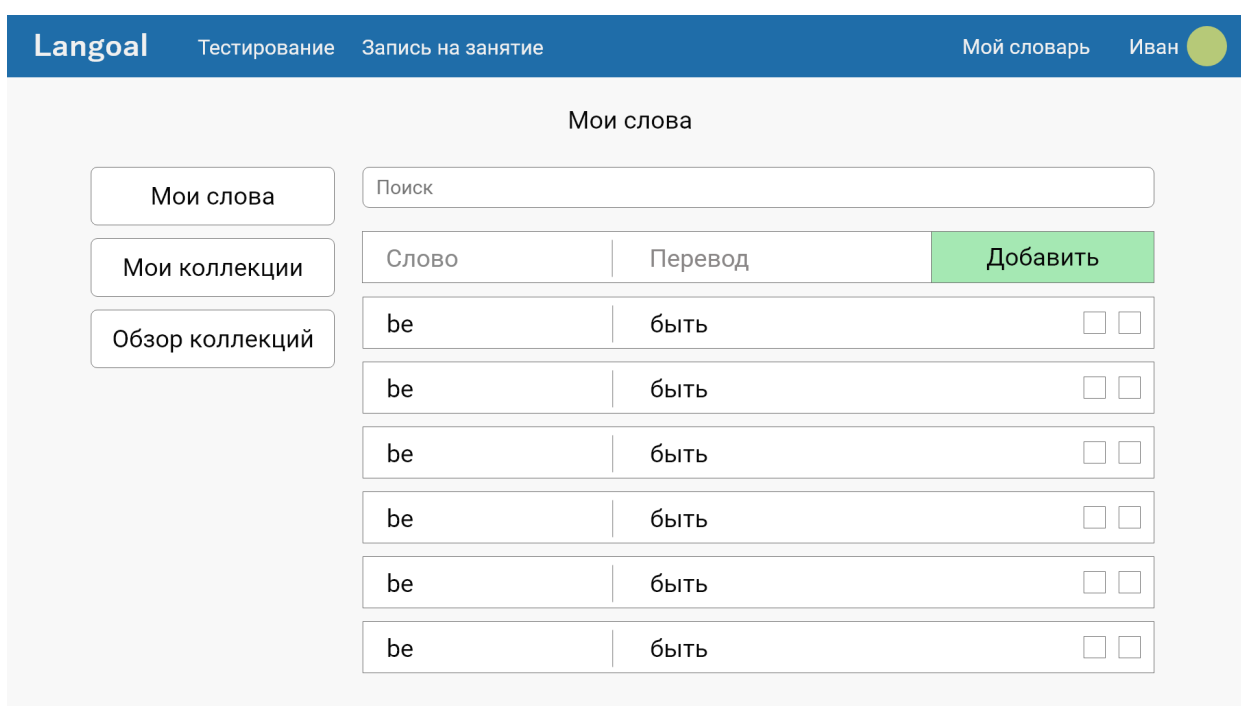 Langoal Тестирование Запись на занятие Мой словарь Иван
Мои слова
Мои слова
Мои коллекции
Обзор коллекций
Поиск
Слово Перевод Добавить
be быть
be быть
be быть
be быть
be быть
be быть